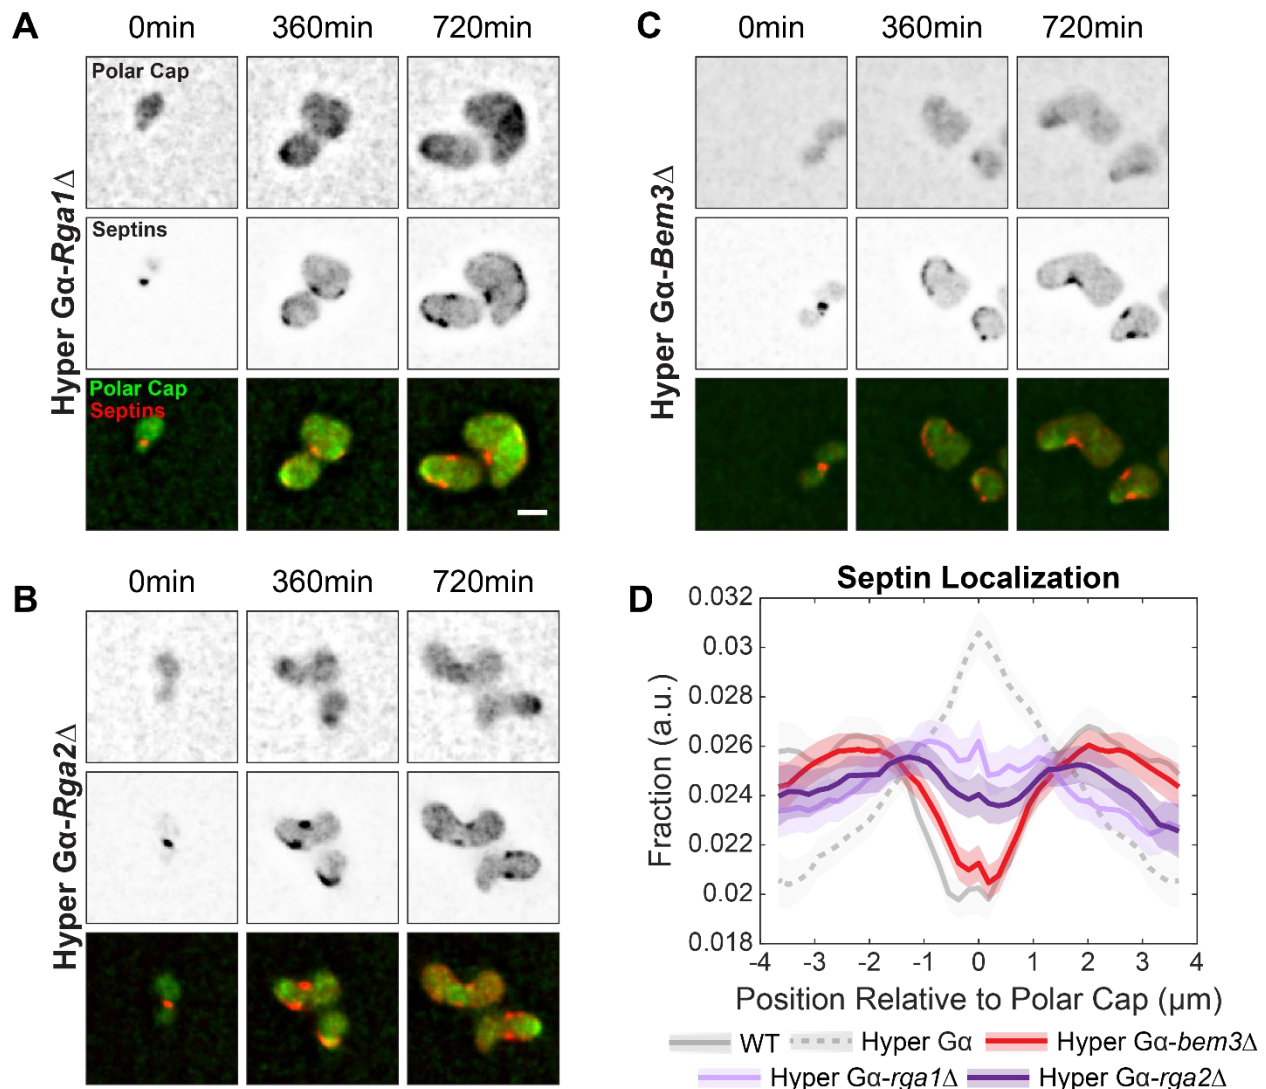 A
0min 360min 720min
Hyper Gα-Rga1Δ
Polar Cap
Septins
Polar Cap
Septins
C
0min 360min 720min
Hyper Gα-Bem3Δ
B
0min 360min 720min
Hyper Gα-Rga2Δ
D
Septin Localization
0.032
0.03
0.028
0.026
0.024
0.022
0.02
0.018
Fraction (a.u.)
-4 -3 -2 -1 0 1 2 3 4
Position Relative to Polar Cap (µm)
WT Hyper Gα Hyper Gα-bem3Δ
Hyper Gα-rga1Δ Hyper Gα-rga2Δ